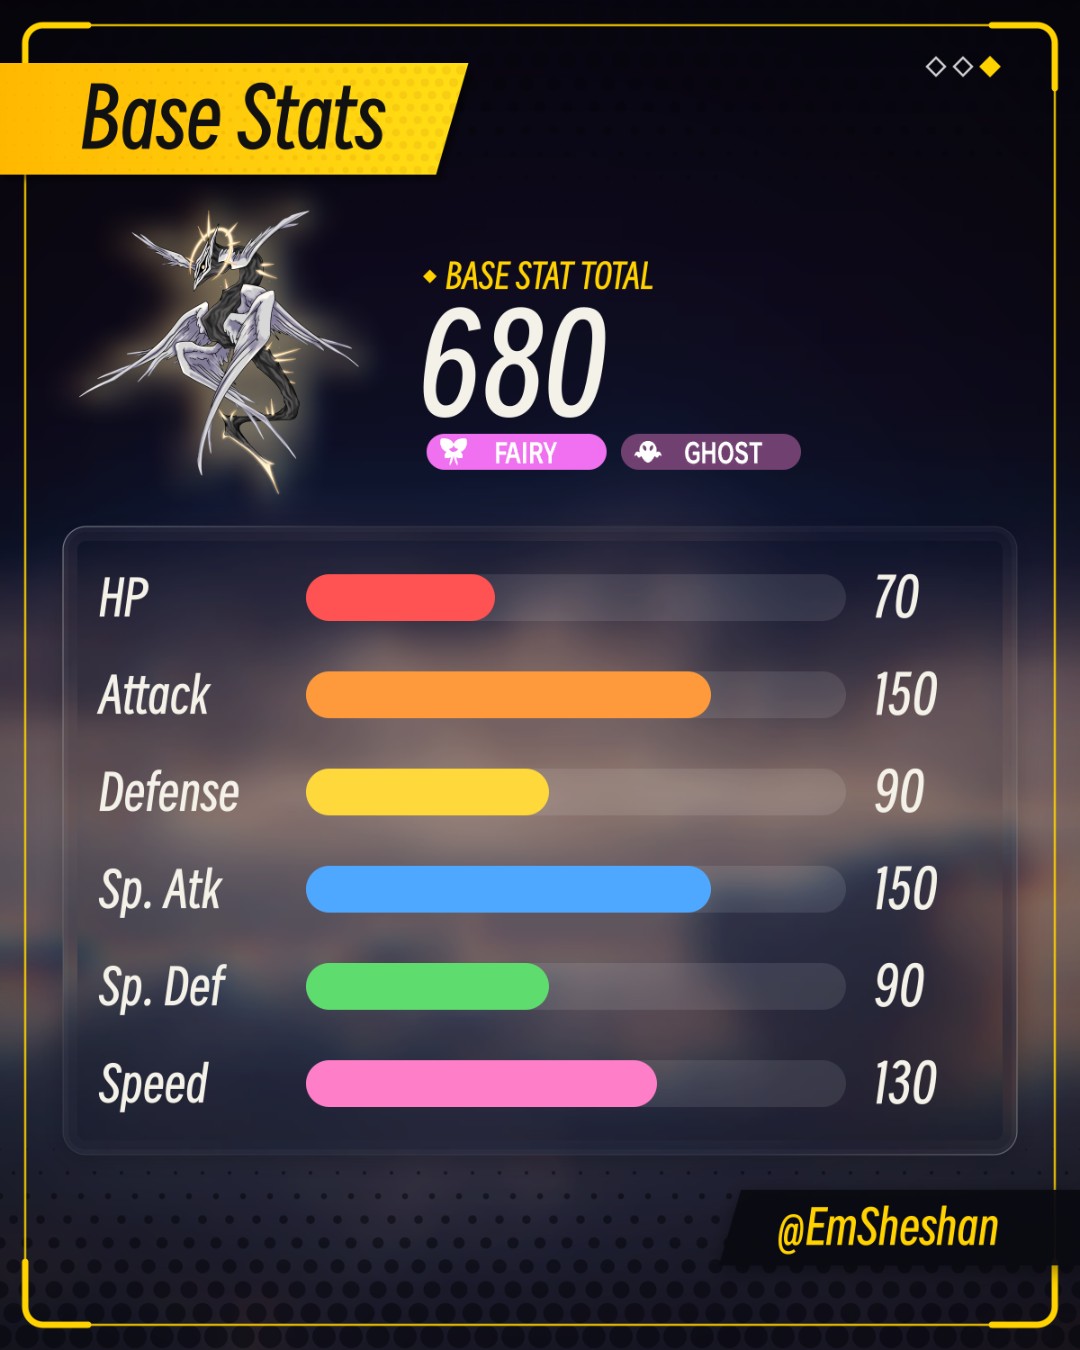 Base Stats
BASE STAT TOTAL
680
FAIRY GHOST
HP 70
Attack 150
Defense 90
Sp. Atk 150
Sp. Def 90
Speed 130
@EmSheshan